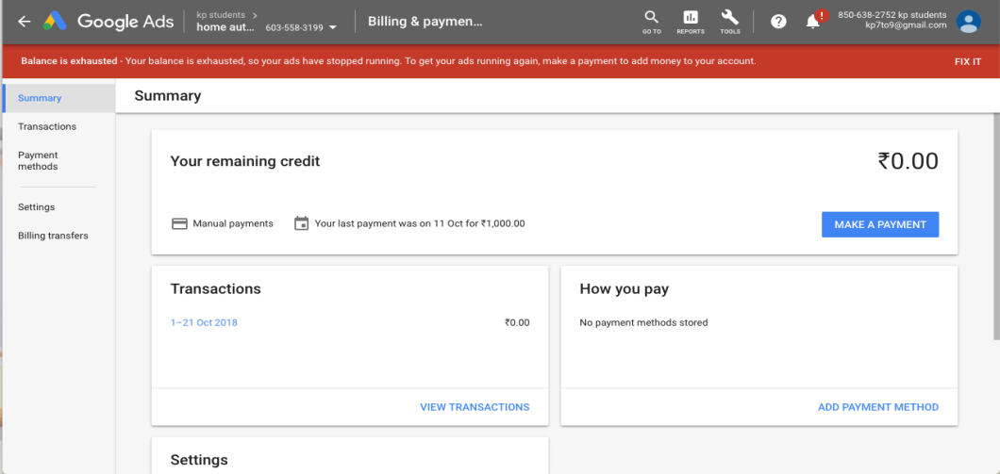 Google Ads
kp students >
home aut... 603-558-3199
Billing & paymen...
GO TO
REPORTS
TOOLS
?
!
850-638-2752 kp students
kp7to9@gmail.com
Balance is exhausted - Your balance is exhausted, so your ads have stopped running. To get your ads running again, make a payment to add money to your account.
FIX IT
Summary
Transactions
Payment
methods
Settings
Billing transfers
Summary
Your remaining credit
₹0.00
Manual payments
Your last payment was on 11 Oct for ₹1,000.00
MAKE A PAYMENT
Transactions
1–21 Oct 2018
₹0.00
VIEW TRANSACTIONS
How you pay
No payment methods stored
ADD PAYMENT METHOD
Settings